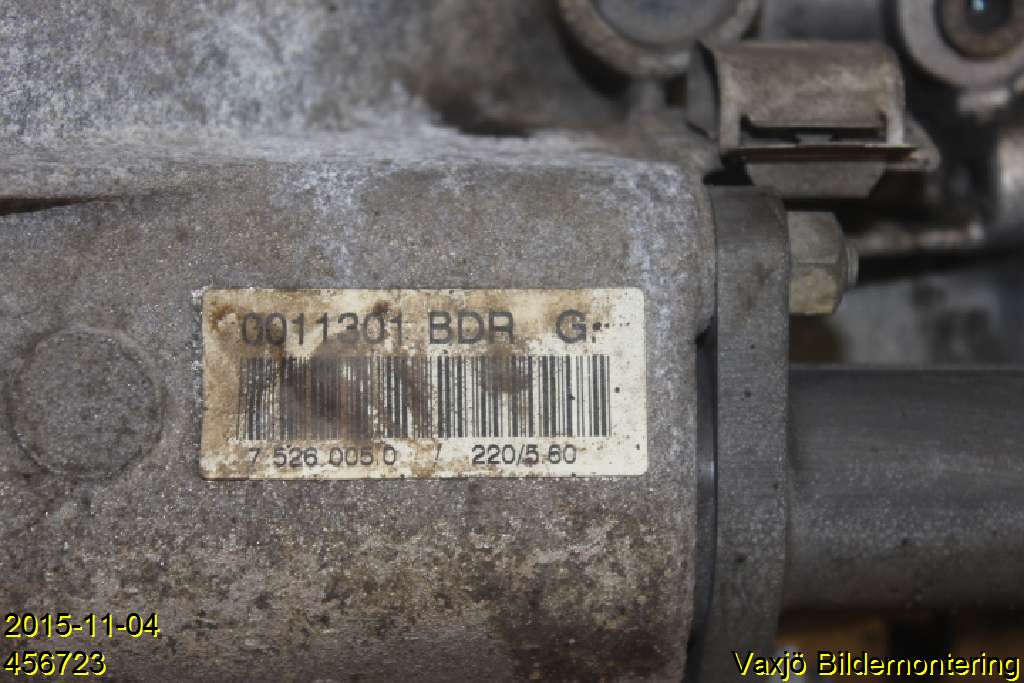 0011301 BDR G.
7 526 005 0 / 220/5.60
2015-11-04
456723 Vaxjö Bildemontering